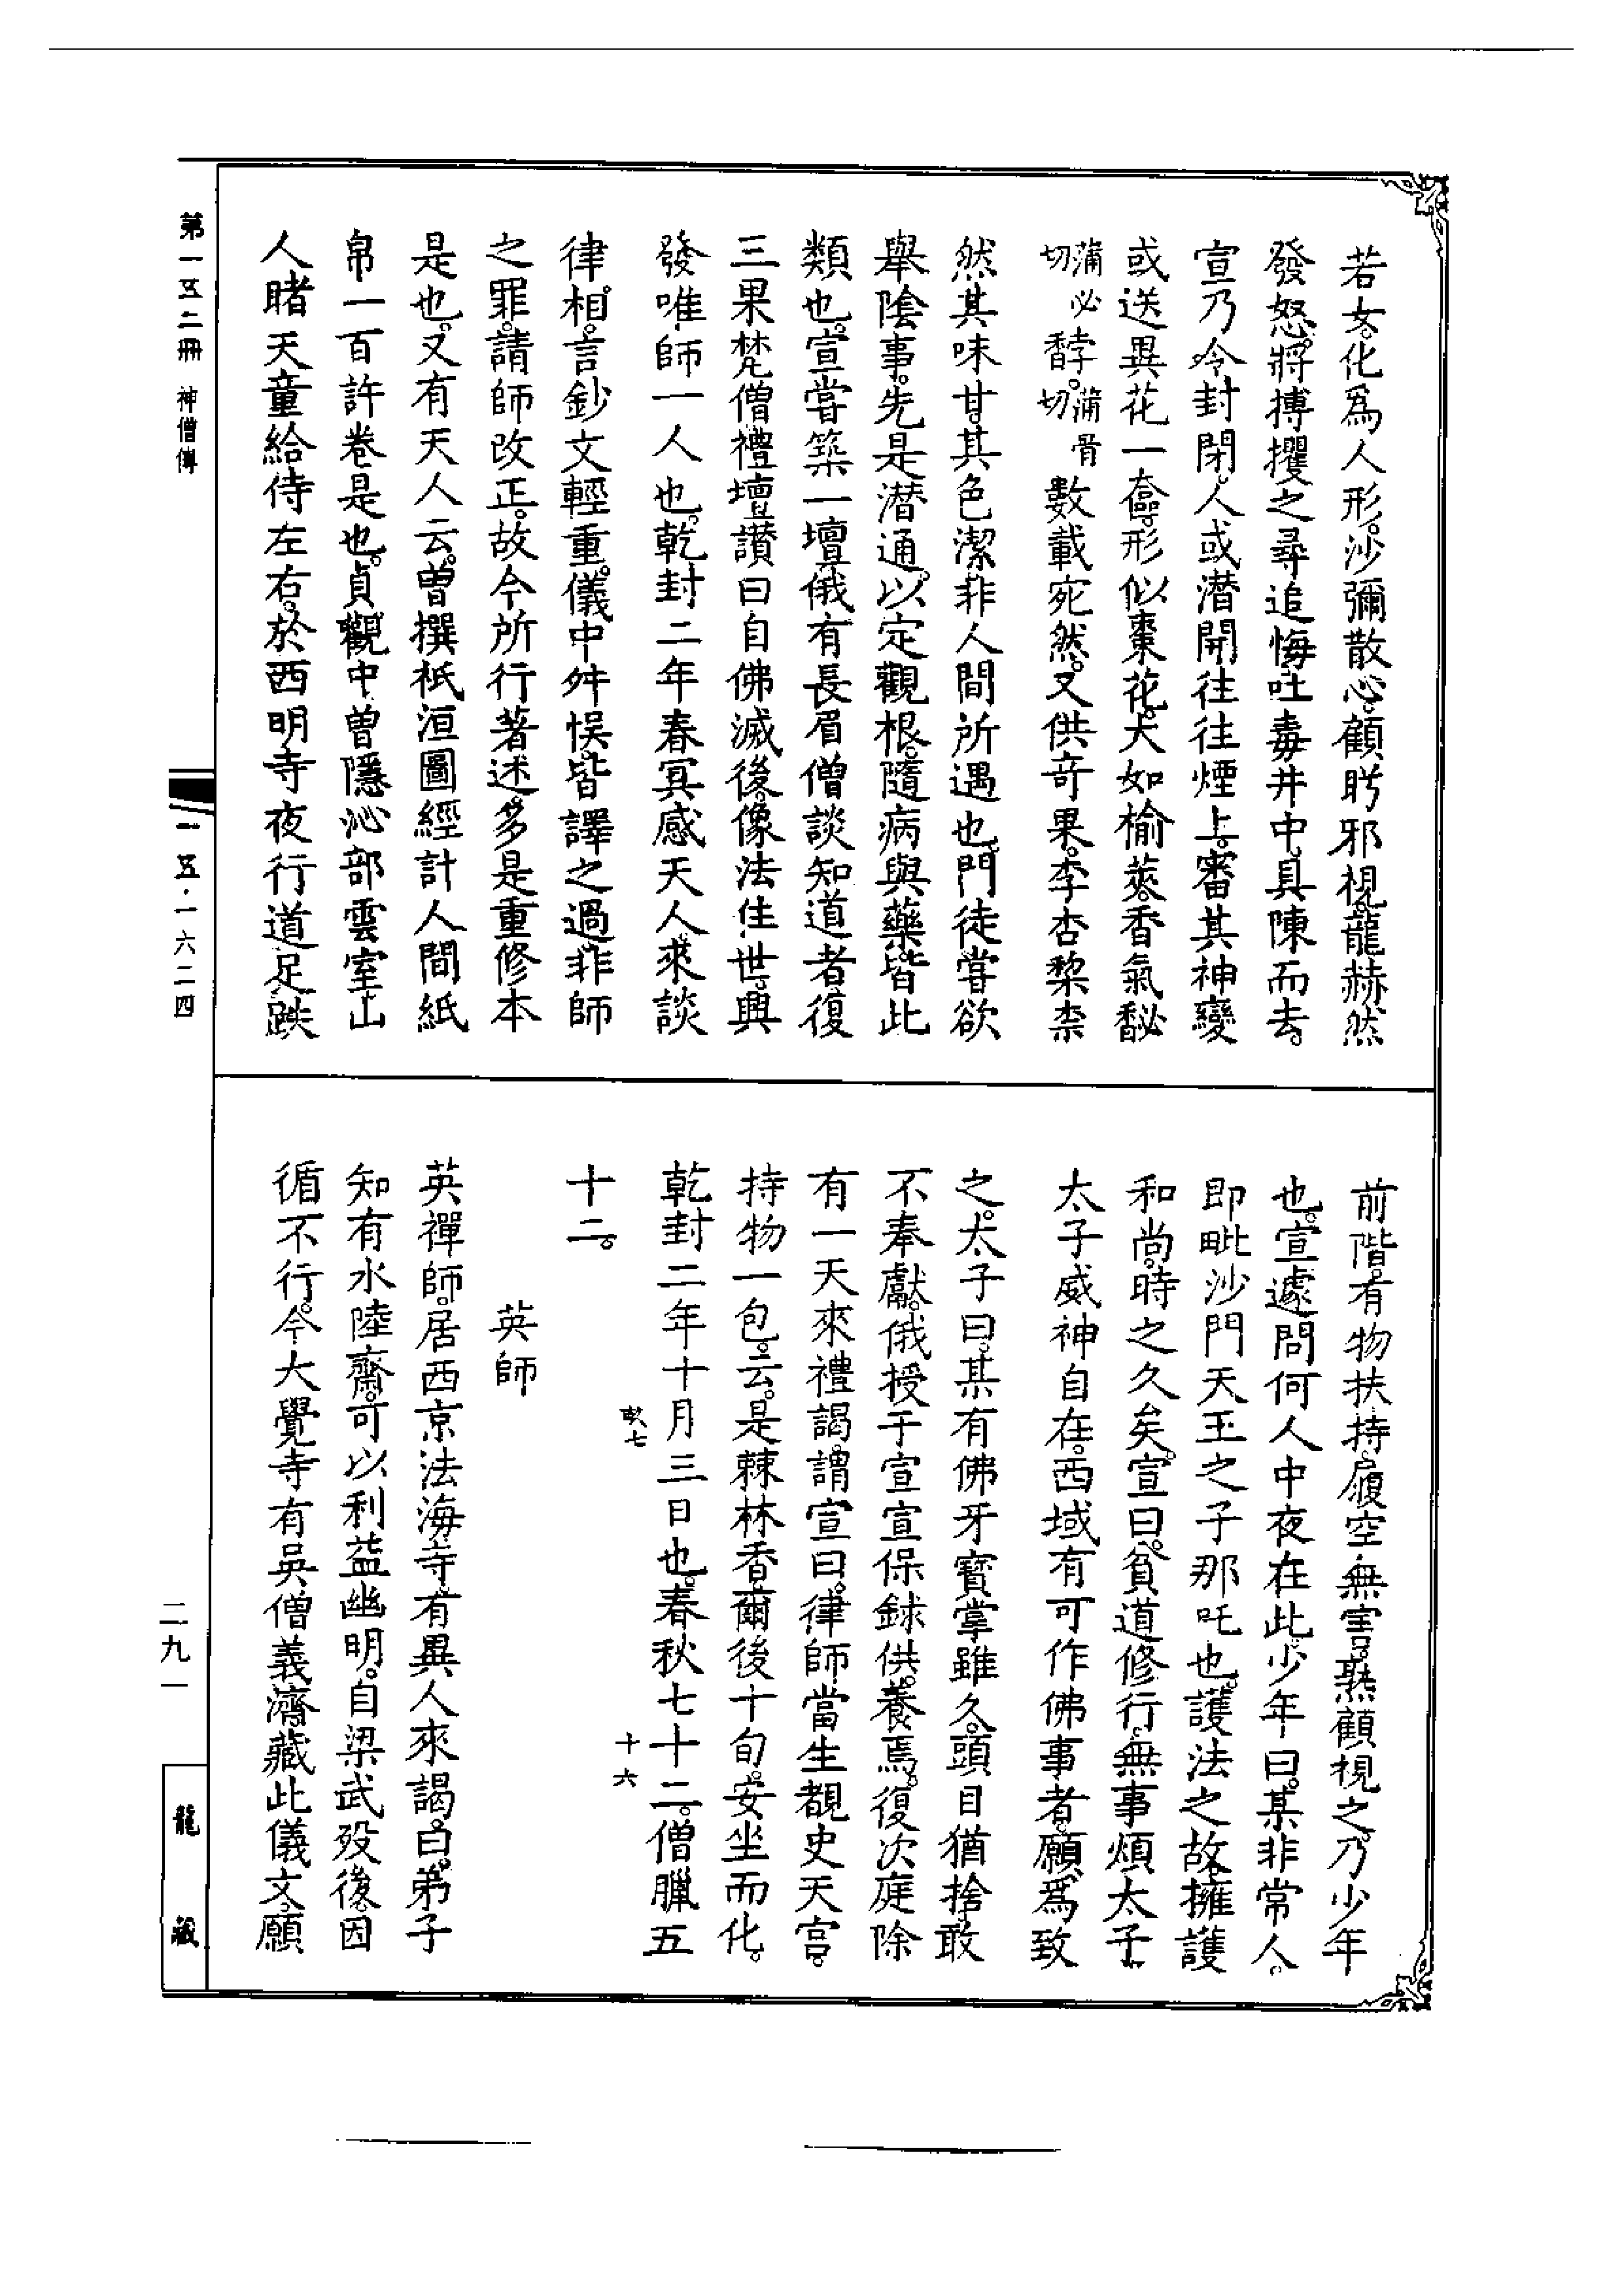 若女。化為人形。沙彌散心。顧盻邪視。龍赫然
發怒。將搏攫之尋追悔吐毒井中。具陳而去。
宣乃令封閉。人或潛開往往煙上。審其神變
或送異花一奩。形似棗花。大如榆莢。香氣馝
蒲必切馞。蒲骨切數載宛然。又供奇果。李杏棃柰
然其味甘。其色潔。非人間所遇也。門徒嘗欲
舉陰事。先是潛通。以定觀根。隨病與藥。皆此
類也。宣嘗築一壇。俄有長眉僧談知道者。復
三果梵僧禮壇讚曰自佛滅後。像法住世。興
發唯師一人也。乾封二年春冥感天人來談
律相。言鈔文輕重。儀中舛悞。皆譯之過。非師
之罪。請師改正。故今所行著述。多是重修本
是也。又有天人云。曾撰祇洹圖經計人間紙
帛一百許卷是也。貞觀中曾隱沁部雲室山
人睹天童給侍左右。於西明寺夜行道足跌
前階。有物扶持。履空無害。熟顧視之。乃少年
也。宣遽問何人中夜在此。少年曰。某非常人。
即毗沙門天王之子那吒也。護法之故。擁護
和尚。時之久矣。宣曰。貧道修行。無事煩太子
太子威神自在。西域有可作佛事者。願為致
之。太子曰。某有佛牙寶掌雖久。頭目猶捨敢
不奉獻。俄授于宣宣保錄供。養焉。復次庭除
有一天來禮謁。謂宣曰。律師當生覩史天宮。
持物一包。云。是棘林香爾後十旬。安坐而化。
乾封二年十月三日也。春秋七十二。僧臘五
十二。
英師
英禪師。居西京法海寺。有異人來謁。曰。弟子
知有水陸齋。可以利益幽明。自梁武歿後。因
循不行。今大覺寺有吳僧義濟藏此儀文。願
第一五二冊 神僧傳
一五·一六二四
二九一
龍藏
畝七
十六